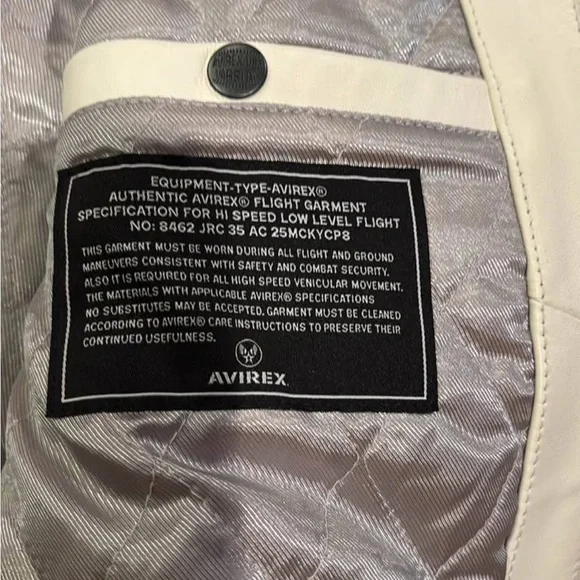 AVIREX LTD
VARSITY
EQUIPMENT-TYPE-AVIREX®
AUTHENTIC AVIREX® FLIGHT GARMENT
SPECIFICATION FOR HI SPEED LOW LEVEL FLIGHT
NO: 8462 JRC 35 AC 25MCKYCP8
THIS GARMENT MUST BE WORN DURING ALL FLIGHT AND GROUND
MANEUVERS CONSISTENT WITH SAFETY AND COMBAT SECURITY.
ALSO IT IS REQUIRED FOR ALL HIGH SPEED VEHICULAR MOVEMENT.
THE MATERIALS WITH APPLICABLE AVIREX® SPECIFICATIONS
NO SUBSTITUTES MAY BE ACCEPTED. GARMENT MUST BE CLEANED
ACCORDING TO AVIREX® CARE INSTRUCTIONS TO PRESERVE THEIR
CONTINUED USEFULNESS.
AVIREX